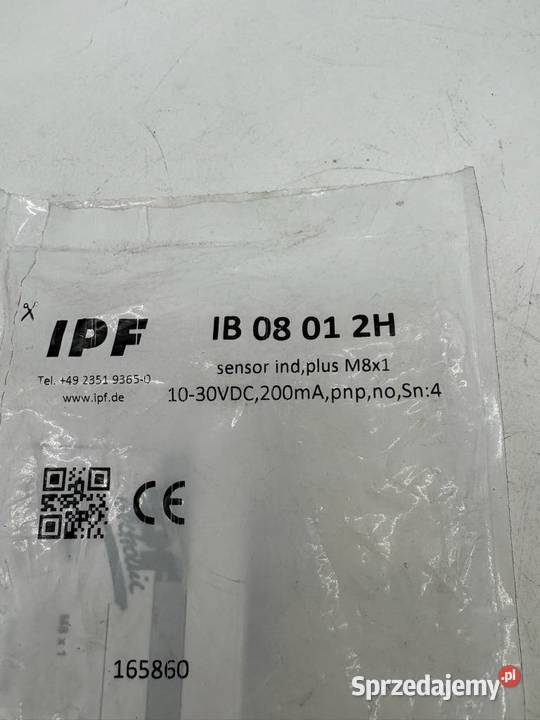 IPF
Tel. +49 2351 9365-0
www.ipf.de
IB 08 01 2H
sensor ind,plus M8x1
10-30VDC,200mA,pnp,no,Sn:4
CE
M8 x 1
165860
Sprzedajemy.pl